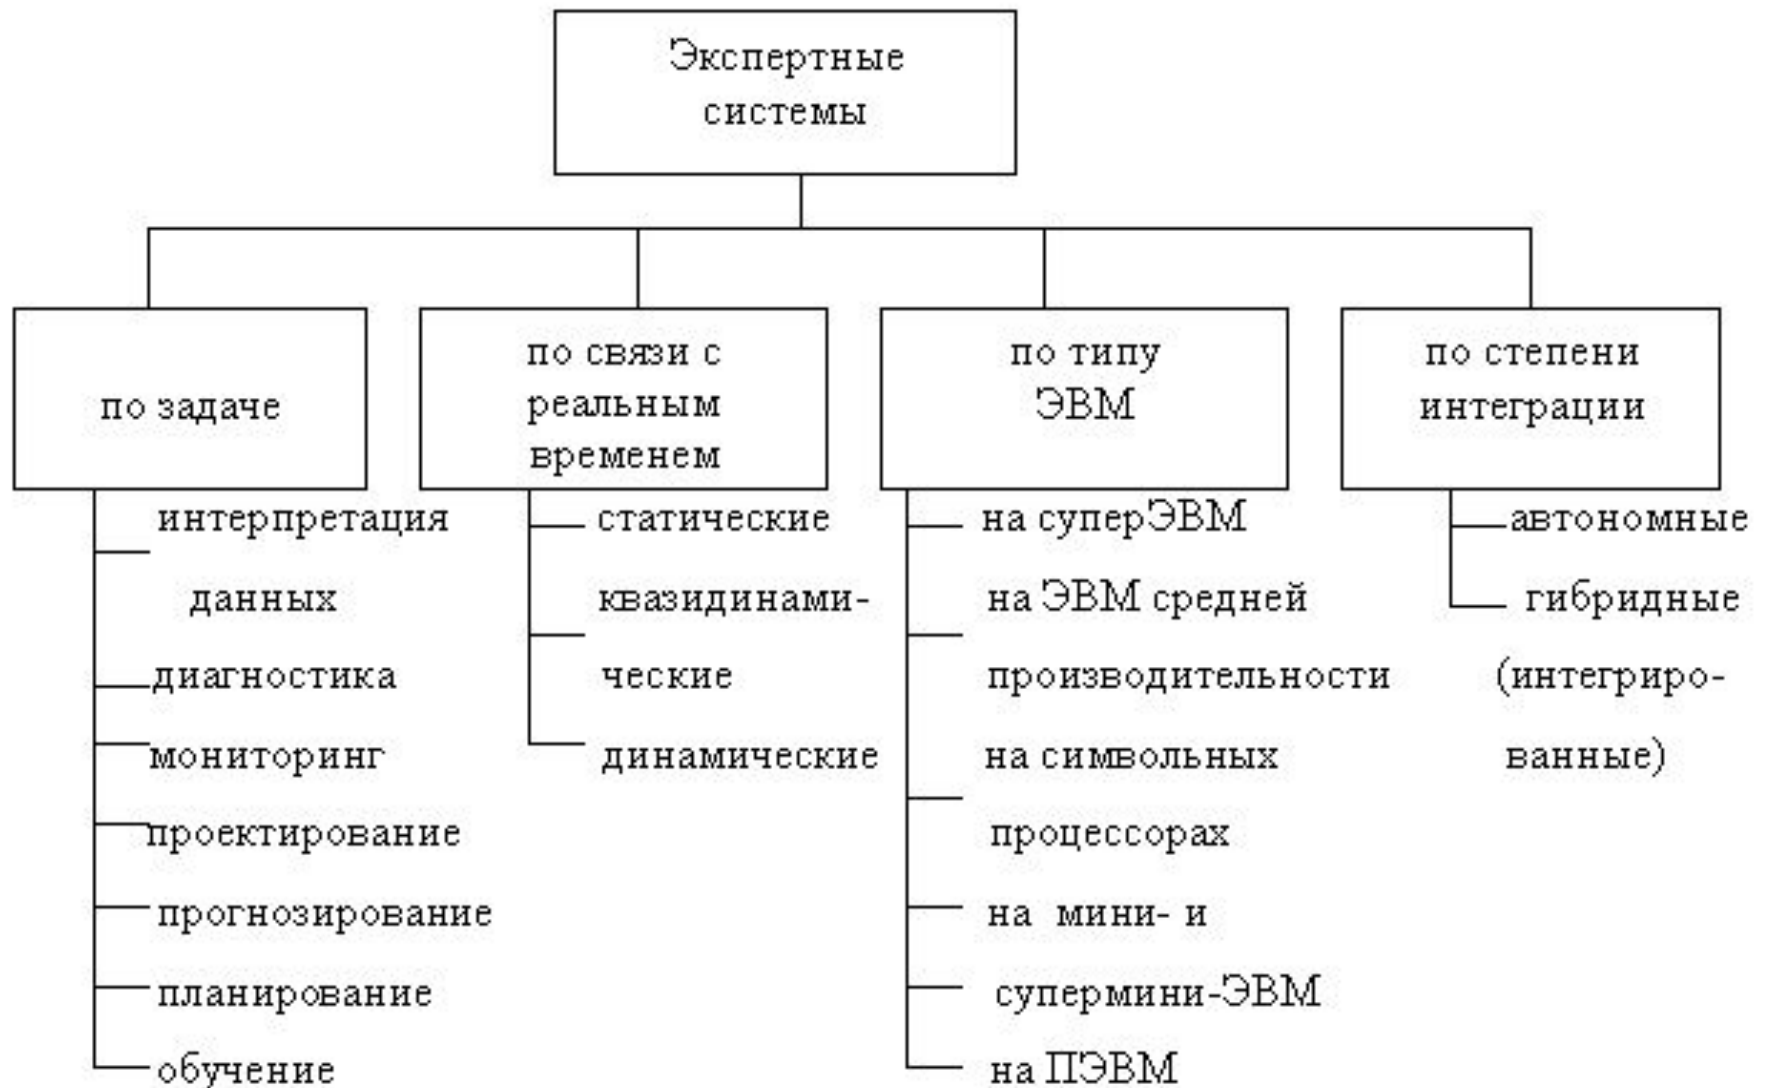 Экспертные
системы
по задаче
по связи с
реальным
временем
по типу
ЭВМ
по степени
интеграции
интерпретация
данных
диагностика
мониторинг
проектирование
прогнозирование
планирование
обучение
статические
квазидинами-
ческие
динамические
на суперЭВМ
на ЭВМ средней
производительности
на символьных
процессорах
на мини- и
супермини-ЭВМ
на ПЭВМ
автономные
гибридные
(интегриро-
ванные)